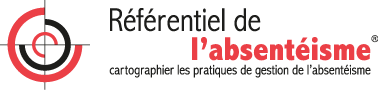 Référentiel de
l'absentéisme®
cartographier les pratiques de gestion de l'absentéisme